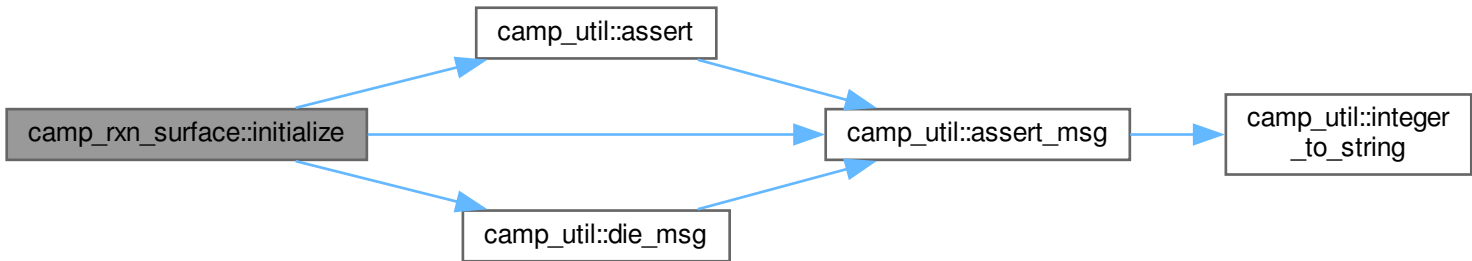 camp_util::assert
camp_rxn_surface::initialize
camp_util::assert_msg
camp_util::integer
_to_string
camp_util::die_msg